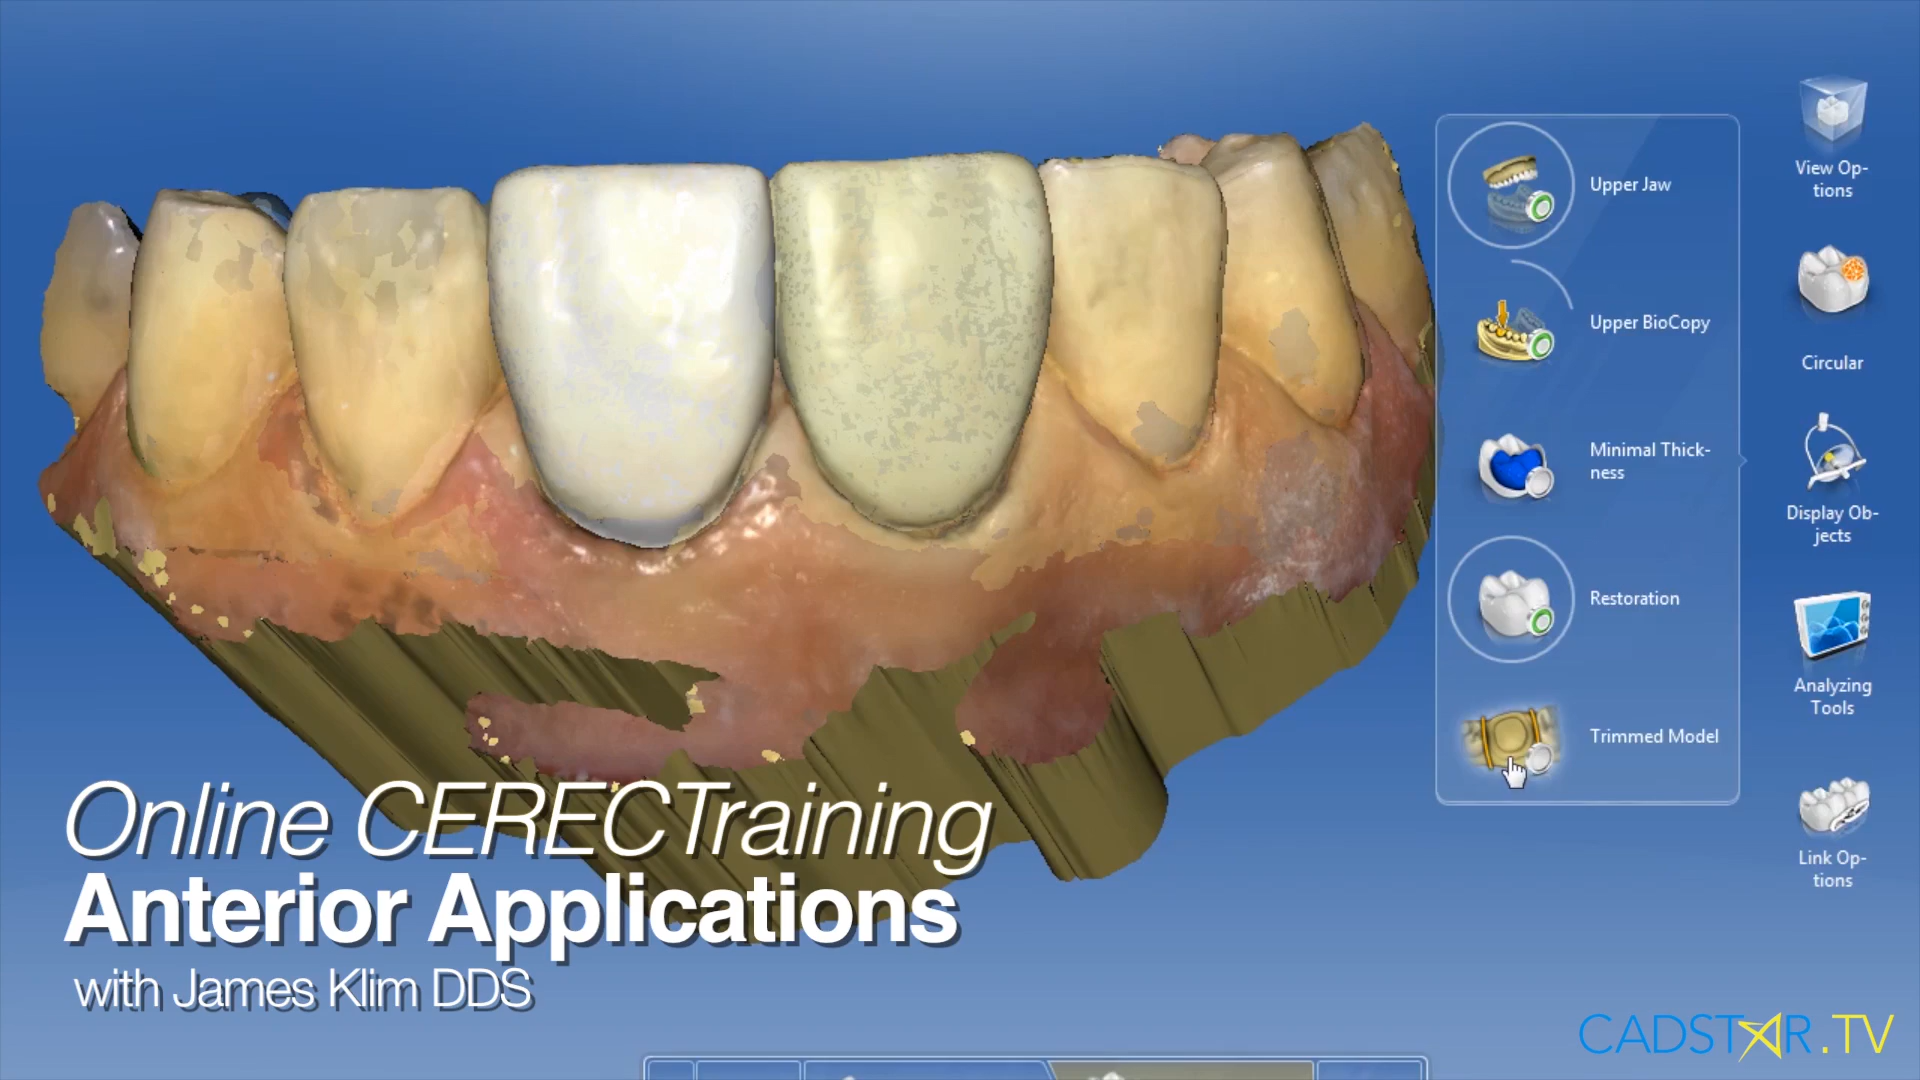 Upper Jaw
Upper BioCopy
Minimal Thick-
ness
Restoration
Trimmed Model
View Op-
tions
Circular
Display Ob-
jects
Analyzing
Tools
Link Op-
tions
Online CERECTraining
Anterior Applications
with James Klim DDS
CADSTAR.TV